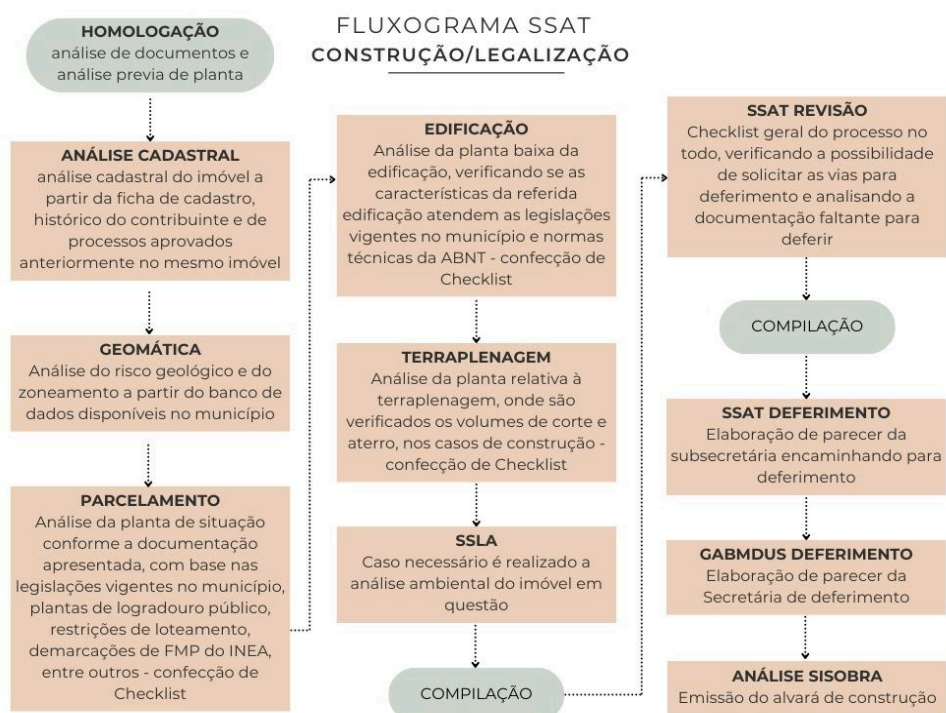 FLUXOGRAMA SSAT
CONSTRUÇÃO/LEGALIZAÇÃO
HOMOLOGAÇÃO
análise de documentos e
análise previa de planta
ANÁLISE CADASTRAL
análise cadastral do imóvel a
partir da ficha de cadastro,
histórico do contribuinte e de
processos aprovados
anteriormente no mesmo imóvel
GEOMÁTICA
Análise do risco geológico e do
zoneamento a partir do banco de
dados disponíveis no município
PARCELAMENTO
Análise da planta de situação
conforme a documentação
apresentada, com base nas
legislações vigentes no município,
plantas de logradouro público,
restrições de loteamento,
demarcações de FMP do INEA,
entre outros - confecção de
Checklist
EDIFICAÇÃO
Análise da planta baixa da
edificação, verificando se as
características da referida
edificação atendem as legislações
vigentes no município e normas
técnicas da ABNT - confecção de
Checklist
TERRAPLENAGEM
Análise da planta relativa à
terraplenagem, onde são
verificados os volumes de corte e
aterro, nos casos de construção -
confecção de Checklist
SSLA
Caso necessário é realizado a
análise ambiental do imóvel em
questão
COMPILAÇÃO
SSAT REVISÃO
Checklist geral do processo no
todo, verificando a possibilidade
de solicitar as vias para
deferimento e analisando a
documentação faltante para
deferir
COMPILAÇÃO
SSAT DEFERIMENTO
Elaboração de parecer da
subsecretária encaminhando para
deferimento
GABMDUS DEFERIMENTO
Elaboração de parecer da
Secretária de deferimento
ANÁLISE SISOBRA
Emissão do alvará de construção